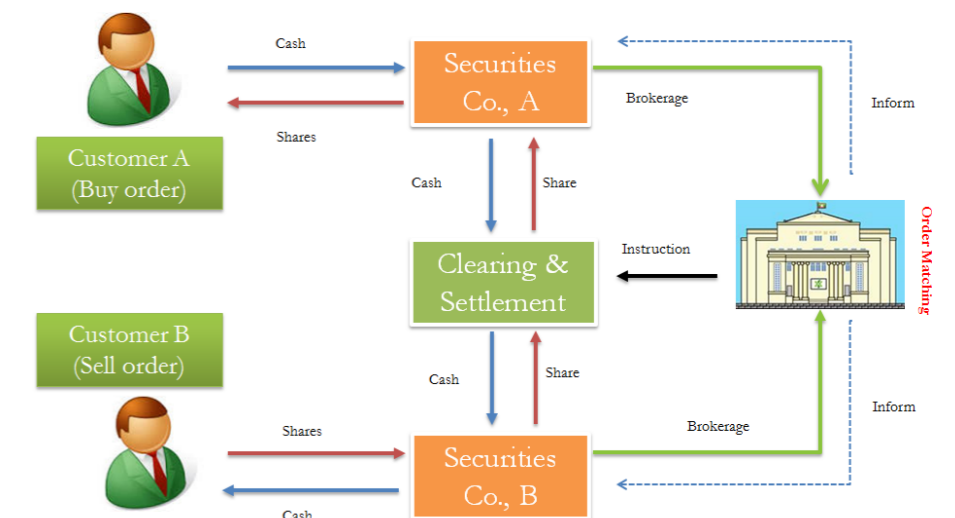 Cash
Securities
Co., A
Brokerage
Inform
Shares
Customer A
(Buy order)
Cash
Share
Order Matching
Instruction
Clearing &
Settlement
Customer B
(Sell order)
Cash
Share
Inform
Brokerage
Shares
Securities
Co., B
Cash